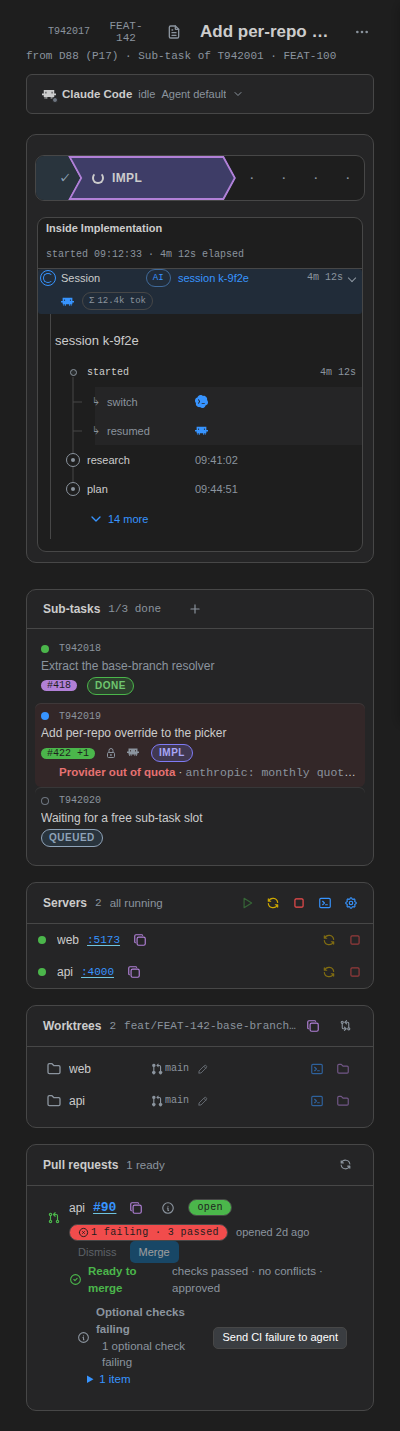 T942017 FEAT-142 Add per-repo … ···
from D88 (P17) · Sub-task of T942001 · FEAT-100
Claude Code idle Agent default
✓ IMPL
Inside Implementation
started 09:12:33 · 4m 12s elapsed
Session AI session k-9f2e 4m 12s
Σ 12.4k tok
session k-9f2e
started 4m 12s
↳ switch
↳ resumed
research 09:41:02
plan 09:44:51
14 more
Sub-tasks 1/3 done +
T942018
Extract the base-branch resolver
#418 DONE
T942019
Add per-repo override to the picker
#422 +1 IMPL
Provider out of quota · anthropic: monthly quot…
T942020
Waiting for a free sub-task slot
QUEUED
Servers 2 all running
web :5173
api :4000
Worktrees 2 feat/FEAT-142-base-branch…
web main
api main
Pull requests 1 ready
api #90 open
1 failing · 3 passed opened 2d ago
Dismiss Merge
Ready to merge checks passed · no conflicts · approved
Optional checks failing
1 optional check failing
Send CI failure to agent
1 item